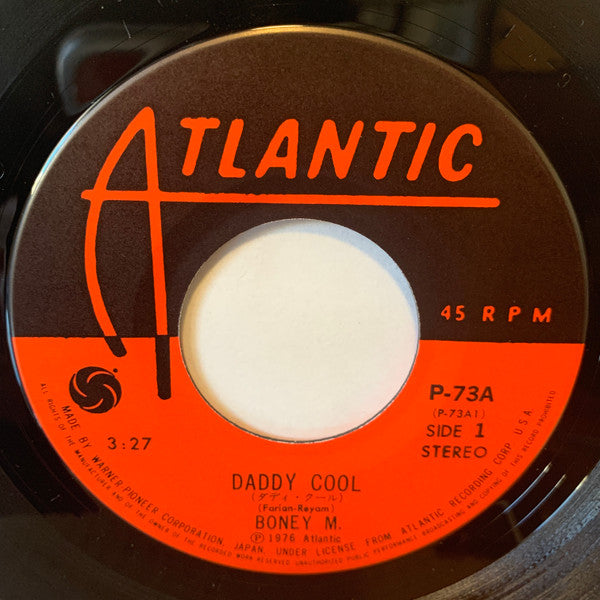 ATLANTIC
45 RPM
P-73A
(P-73A1)
SIDE 1
STEREO
3:27
DADDY COOL
(ダディ・クール)
(Farian-Reyam)
BONEY M.
Ⓟ 1976 Atlantic
MADE BY WARNER PIONEER CORPORATION, JAPAN. UNDER LICENSE FROM ATLANTIC RECORDING CORP. U.S.A.
ALL RIGHTS OF THE MANUFACTURER AND OF THE OWNER OF THE RECORDED WORK RESERVED. UNAUTHORIZED PUBLIC PERFORMANCE BROADCASTING AND COPYING OF THIS RECORD PROHIBITED